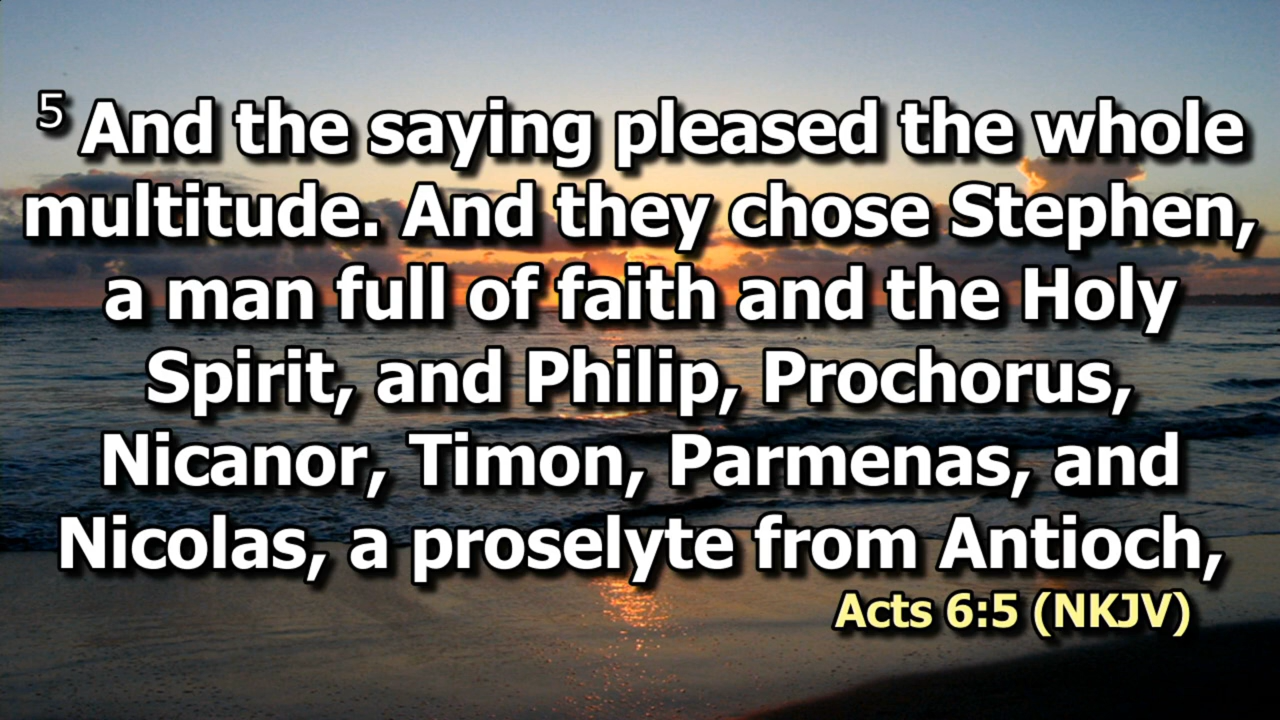 5 And the saying pleased the whole
multitude. And they chose Stephen,
a man full of faith and the Holy
Spirit, and Philip, Prochorus,
Nicanor, Timon, Parmenas, and
Nicolas, a proselyte from Antioch,
Acts 6:5 (NKJV)